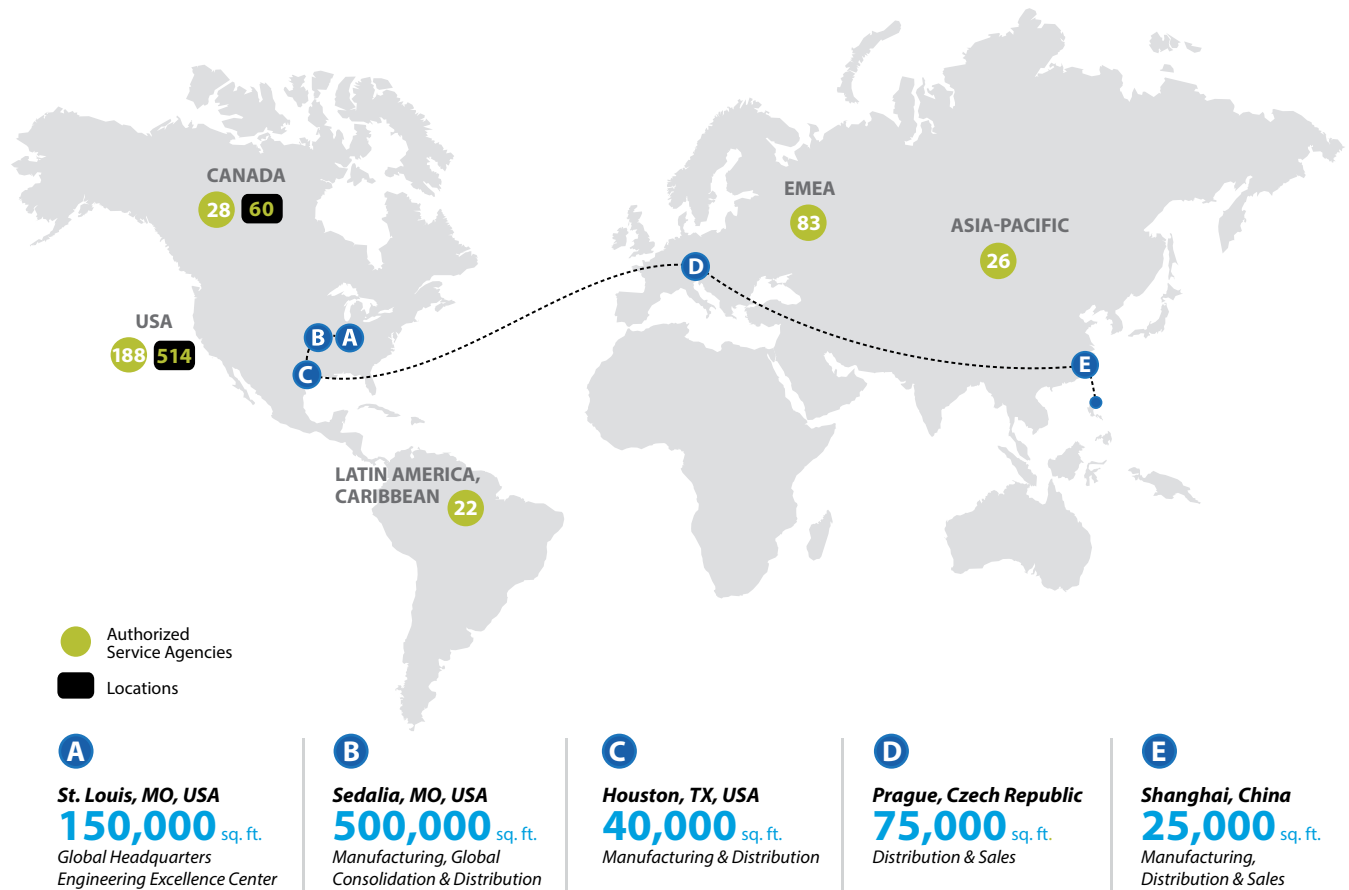 CANADA
28 60
EMEA
83
ASIA-PACIFIC
26
USA
188 514
B A
C
D
E
LATIN AMERICA,
CARIBBEAN
22
Authorized
Service Agencies
Locations
A
St. Louis, MO, USA
150,000 sq. ft.
Global Headquarters
Engineering Excellence Center
B
Sedalia, MO, USA
500,000 sq. ft.
Manufacturing, Global
Consolidation & Distribution
C
Houston, TX, USA
40,000 sq. ft.
Manufacturing & Distribution
D
Prague, Czech Republic
75,000 sq. ft.
Distribution & Sales
E
Shanghai, China
25,000 sq. ft.
Manufacturing,
Distribution & Sales